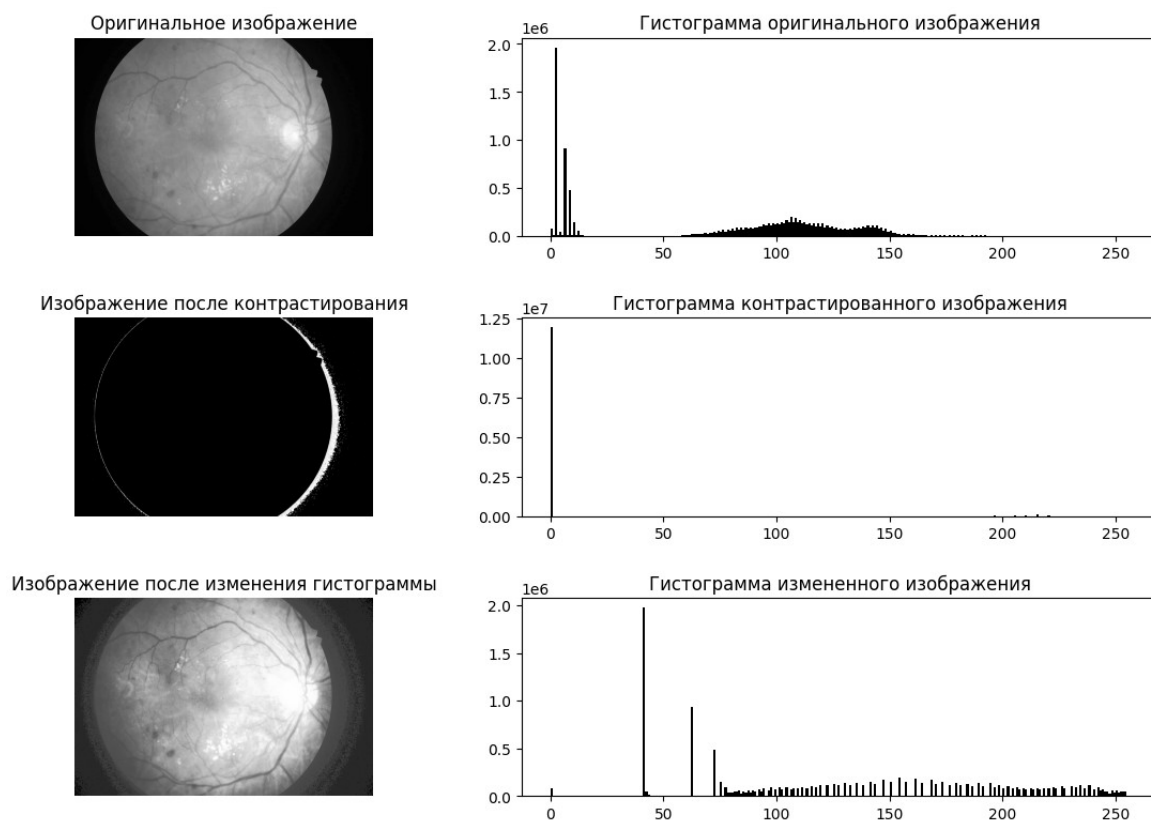 Оригинальное изображение
Гистограмма оригинального изображения
1e6
2.0
1.5
1.0
0.5
0.0
0 50 100 150 200 250
Изображение после контрастирования
Гистограмма контрастированного изображения
1e7
1.25
1.00
0.75
0.50
0.25
0.00
0 50 100 150 200 250
Изображение после изменения гистограммы
Гистограмма измененного изображения
1e6
2.0
1.5
1.0
0.5
0.0
0 50 100 150 200 250